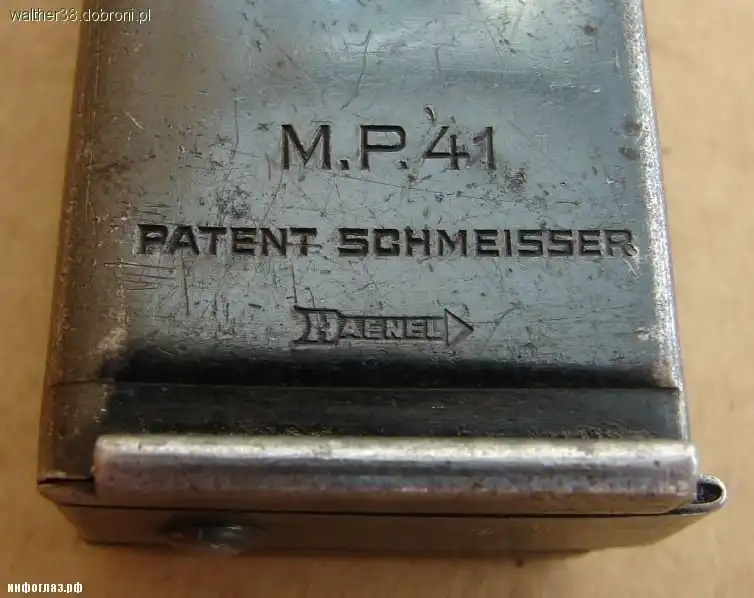 walther38.dobroni.pl
M.P.41
PATENT SCHMEISSER
HAENEL
инфоглаз.рф